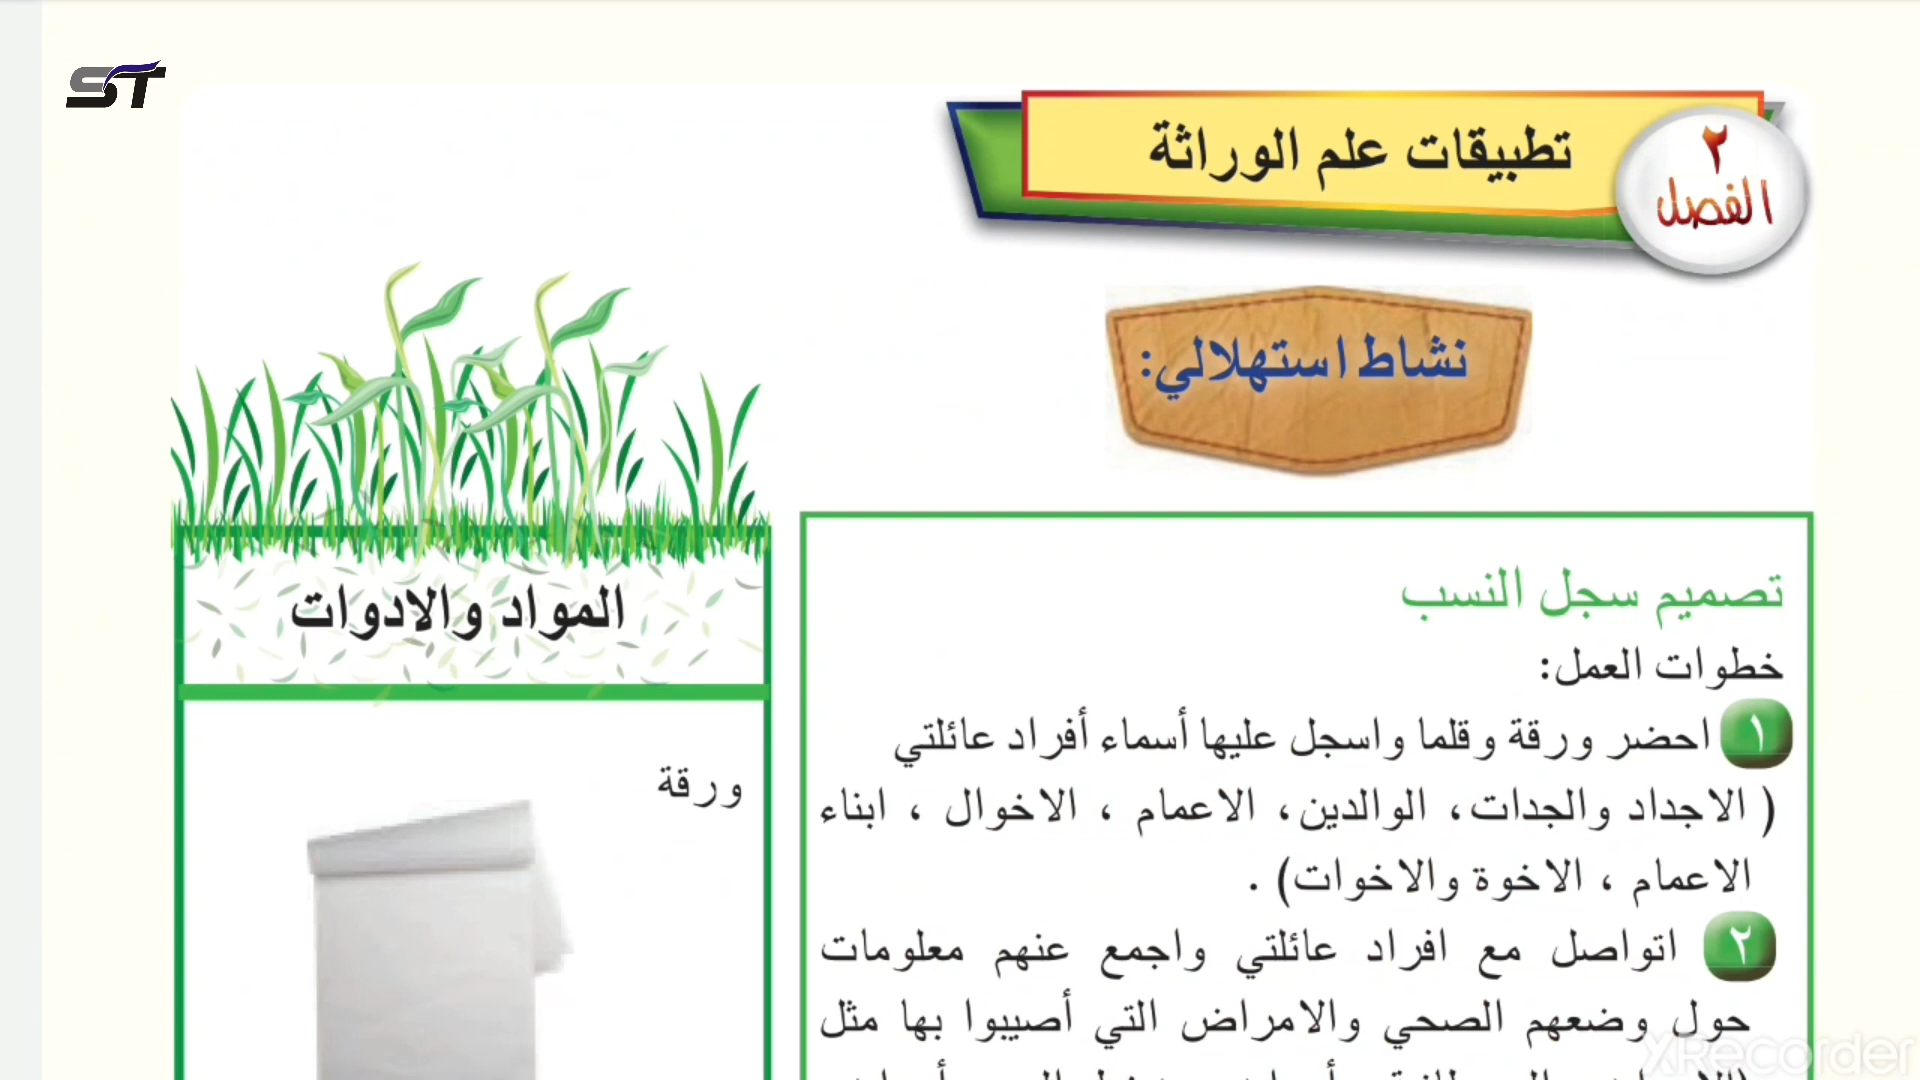 ST
٢
الفصل
تطبيقات علم الوراثة
نشاط استهلالي:
تصميم سجل النسب
خطوات العمل:
١ احضر ورقة وقلما واسجل عليها أسماء أفراد عائلتي
( الاجداد والجدات، الوالدين، الاعمام ، الاخوال ، ابناء
الاعمام ، الاخوة والاخوات) .
٢ اتواصل مع افراد عائلتي واجمع عنهم معلومات
حول وضعهم الصحي والامراض التي أصيبوا بها مثل
المواد والادوات
ورقة
XRecorder